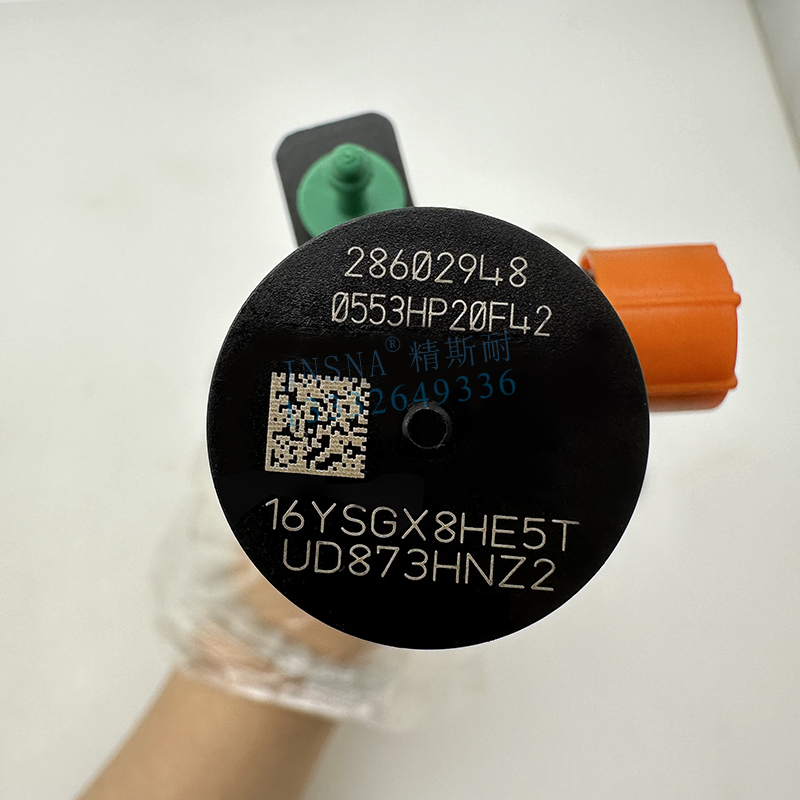 28602948
0553HP20F42
INSNA® 精斯耐
16YSGX8HE5T
UD873HNZ2